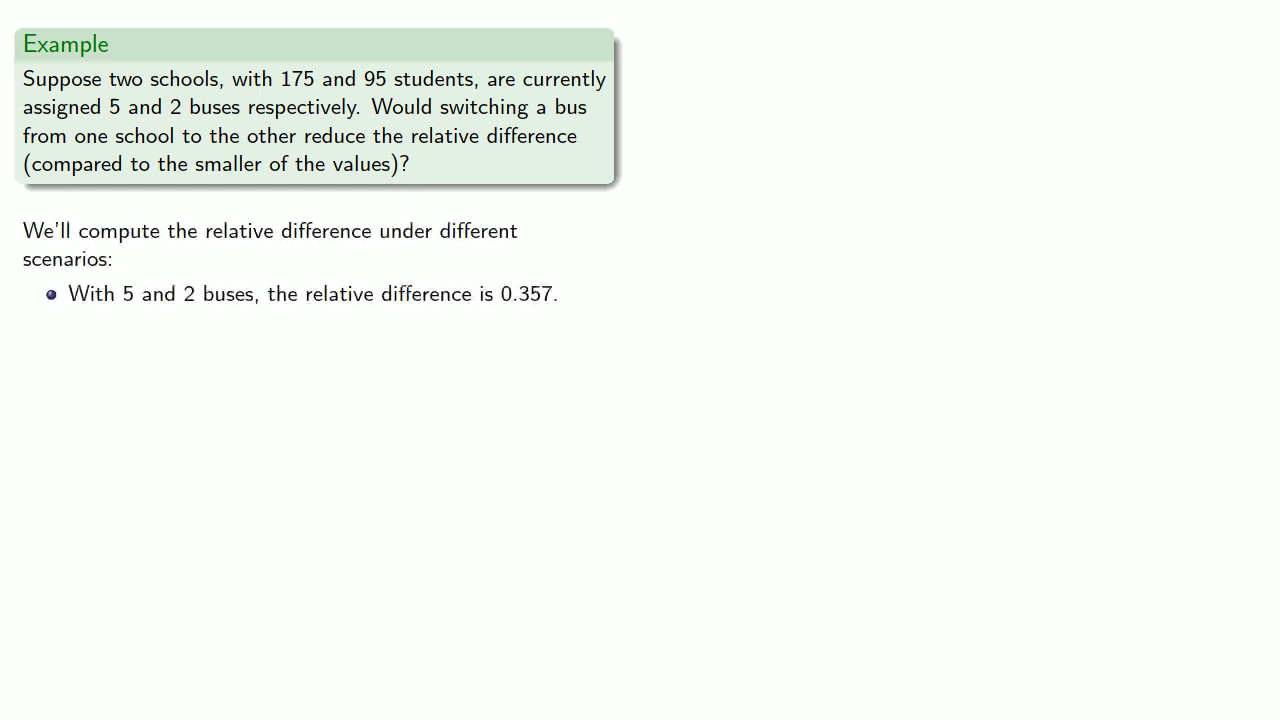 Example
Suppose two schools, with 175 and 95 students, are currently
assigned 5 and 2 buses respectively. Would switching a bus
from one school to the other reduce the relative difference
(compared to the smaller of the values)?
We'll compute the relative difference under different
scenarios:
With 5 and 2 buses, the relative difference is 0.357.